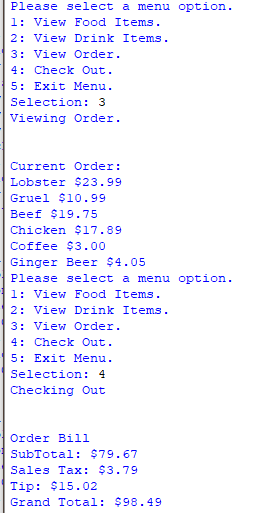 Please select a menu option.
1: View Food Items.
2: View Drink Items.
3: View Order.
4: Check Out.
5: Exit Menu.
Selection: 3
Viewing Order.
Current Order:
Lobster $23.99
Gruel $10.99
Beef $19.75
Chicken $17.89
Coffee $3.00
Ginger Beer $4.05
Please select a menu option.
1: View Food Items.
2: View Drink Items.
3: View Order.
4: Check Out.
5: Exit Menu.
Selection: 4
Checking Out
Order Bill
SubTotal: $79.67
Sales Tax: $3.79
Tip: $15.02
Grand Total: $98.49